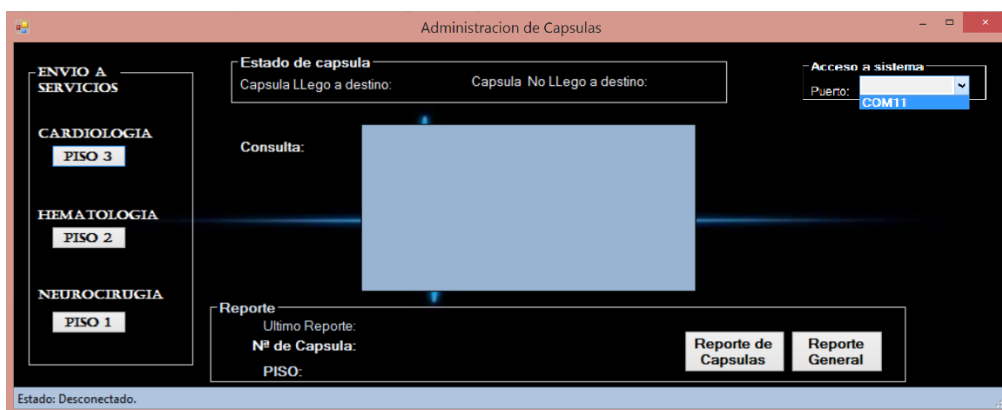 Administracion de Capsulas
ENVIO A
SERVICIOS
CARDIOLOGIA
PISO 3
HEMATOLOGIA
PISO 2
NEUROCIRUGIA
PISO 1
Estado de capsula
Capsula LLego a destino:
Capsula No LLego a destino:
Acceso a sistema
Puerto:
COM11
Consulta:
Reporte
Ultimo Reporte:
Nª de Capsula:
PISO:
Reporte de
Capsulas
Reporte
General
Estado: Desconectado.